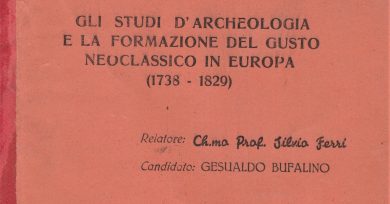 GLI STUDI D'ARCHEOLOGIA
E LA FORMAZIONE DEL GUSTO
NEOCLASSICO IN EUROPA
(1738 - 1829)
Relatore: Ch.mo Prof. Silvio Ferri
Candidato: GESUALDO BUFALINO